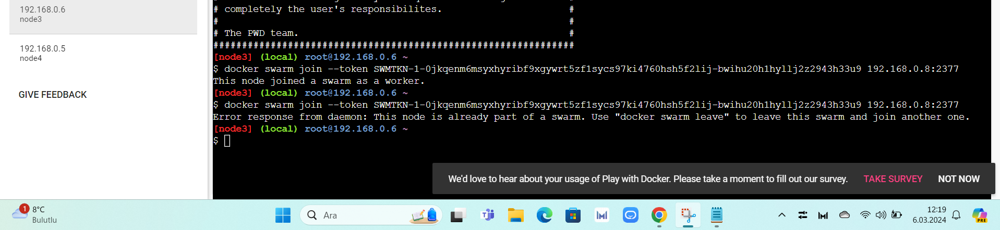 192.168.0.6
node3
192.168.0.5
node4
GIVE FEEDBACK
# completely the user's responsibilites. #
# #
# The PWD team. #
###############################################################
[node3] (local) root@192.168.0.6 ~
$ docker swarm join --token SWMTKN-1-0jkqenm6msyxhyribf9xgywrt5zf1sycs97ki4760hsh5f2lij-bwihu20h1hyllj2z2943h33u9 192.168.0.8:2377
This node joined a swarm as a worker.
[node3] (local) root@192.168.0.6 ~
$ docker swarm join --token SWMTKN-1-0jkqenm6msyxhyribf9xgywrt5zf1sycs97ki4760hsh5f2lij-bwihu20h1hyllj2z2943h33u9 192.168.0.8:2377
Error response from daemon: This node is already part of a swarm. Use "docker swarm leave" to leave this swarm and join another one.
[node3] (local) root@192.168.0.6 ~
$
We'd love to hear about your usage of Play with Docker. Please take a moment to fill out our survey. TAKE SURVEY NOT NOW
1
8°C
Bulutlu
Ara
12:19
6.03.2024
PRE